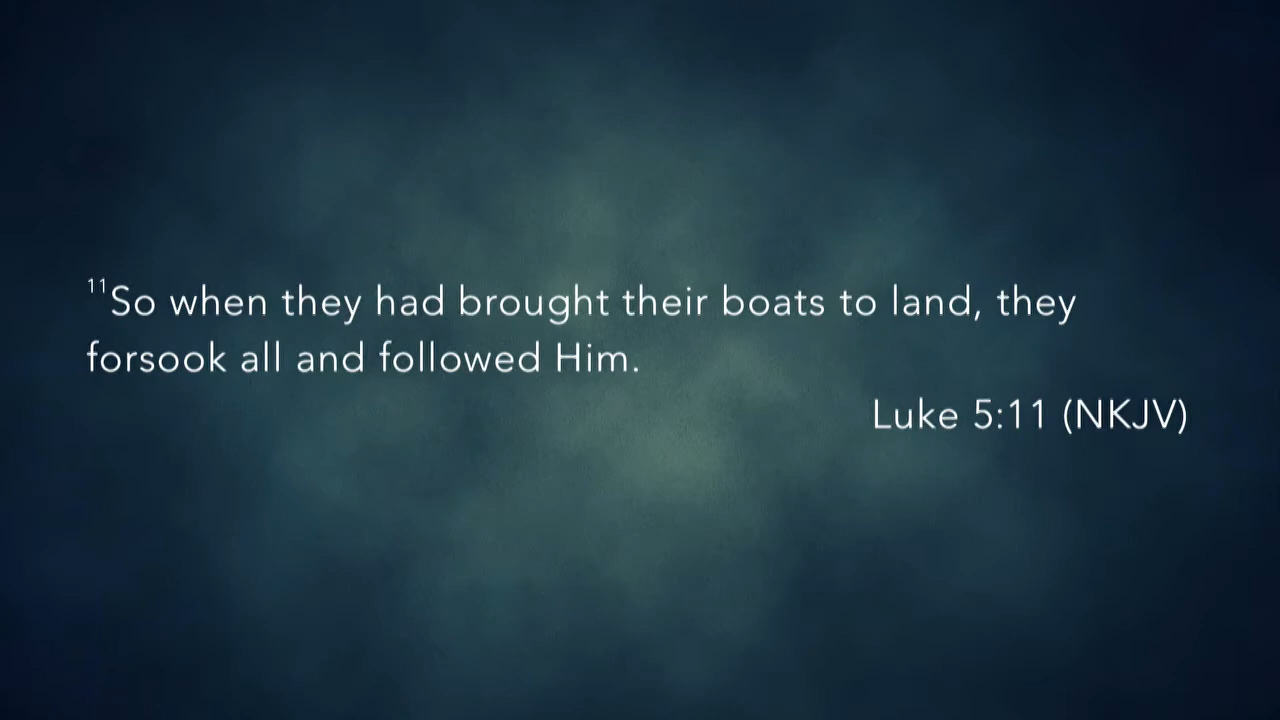 ¹¹So when they had brought their boats to land, they
forsook all and followed Him.
Luke 5:11 (NKJV)